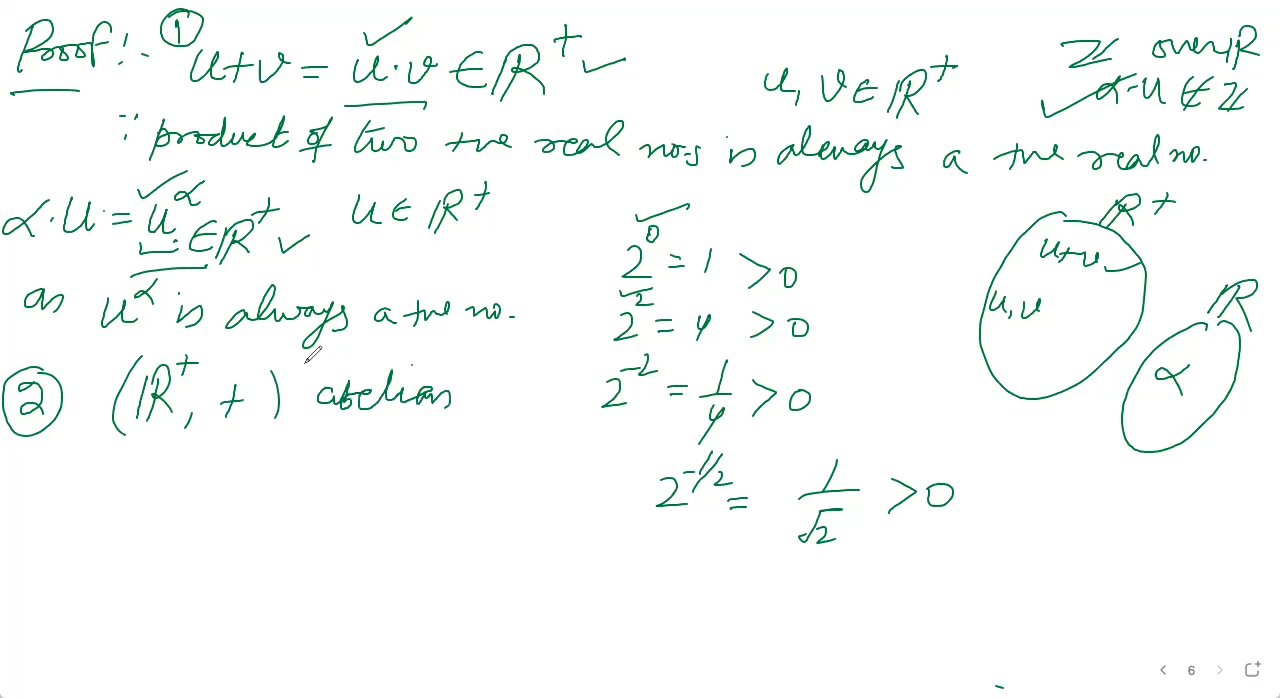 Proof :- ① u+v = u·v ∈ ℝ⁺
u, v ∈ ℝ⁺
ℤ over ℝ
α·u ∉ ℤ
∵ product of two +ve real no.s is always a +ve real no.
α·u = u^α ∈ ℝ⁺ u ∈ ℝ⁺
as u^α is always a +ve no.
② (ℝ⁺, +) abelian
2⁰ = 1 > 0
2² = 4 > 0
2⁻² = 1/4 > 0
2^(-1/2) = 1/√2 > 0
ℝ⁺
u+v
u, v
ℝ
α
6